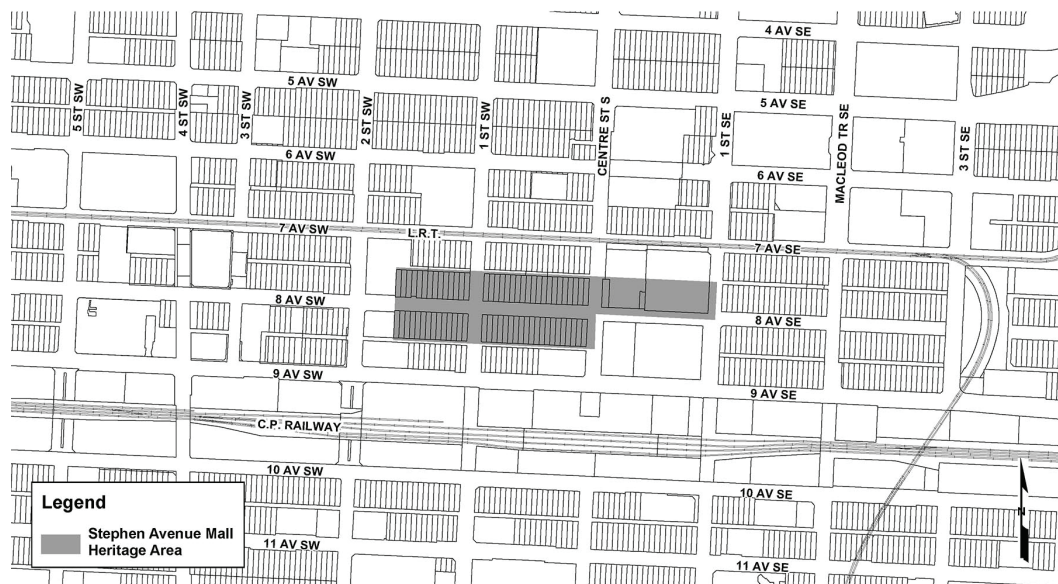 4 AV SE
5 AV SW
5 AV SE
5 ST SW
4 ST SW
3 ST SW
2 ST SW
1 ST SW
CENTRE ST S
1 ST SE
MACLEOD TR SE
3 ST SE
6 AV SW
6 AV SE
7 AV SW
L.R.T.
7 AV SE
8 AV SW
8 AV SE
9 AV SW
9 AV SE
C.P. RAILWAY
10 AV SW
10 AV SE
11 AV SW
11 AV SE
N
Legend
Stephen Avenue Mall
Heritage Area